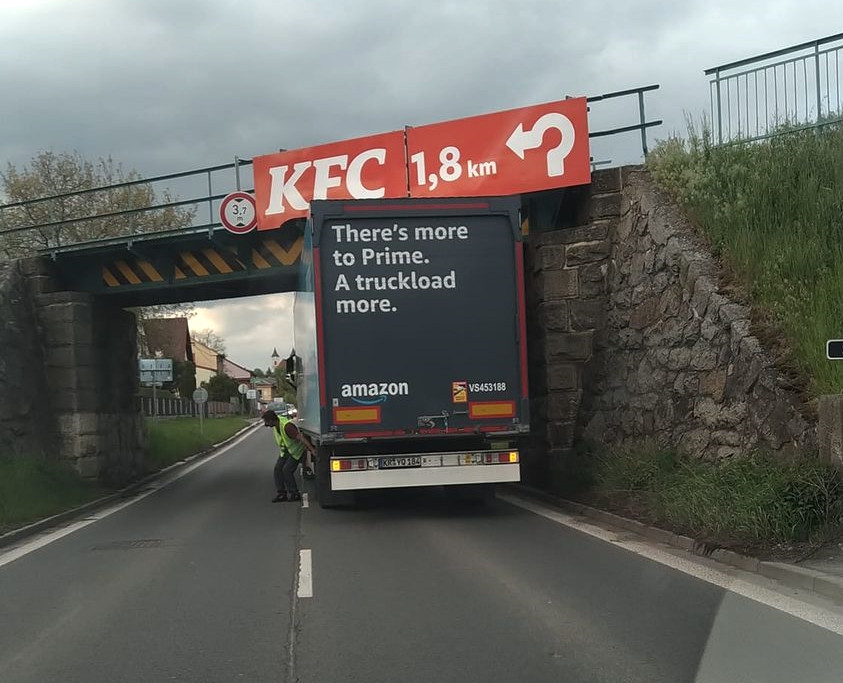 KFC 1,8 km
3,7
m
There's more
to Prime.
A truckload
more.
amazon
VS453188